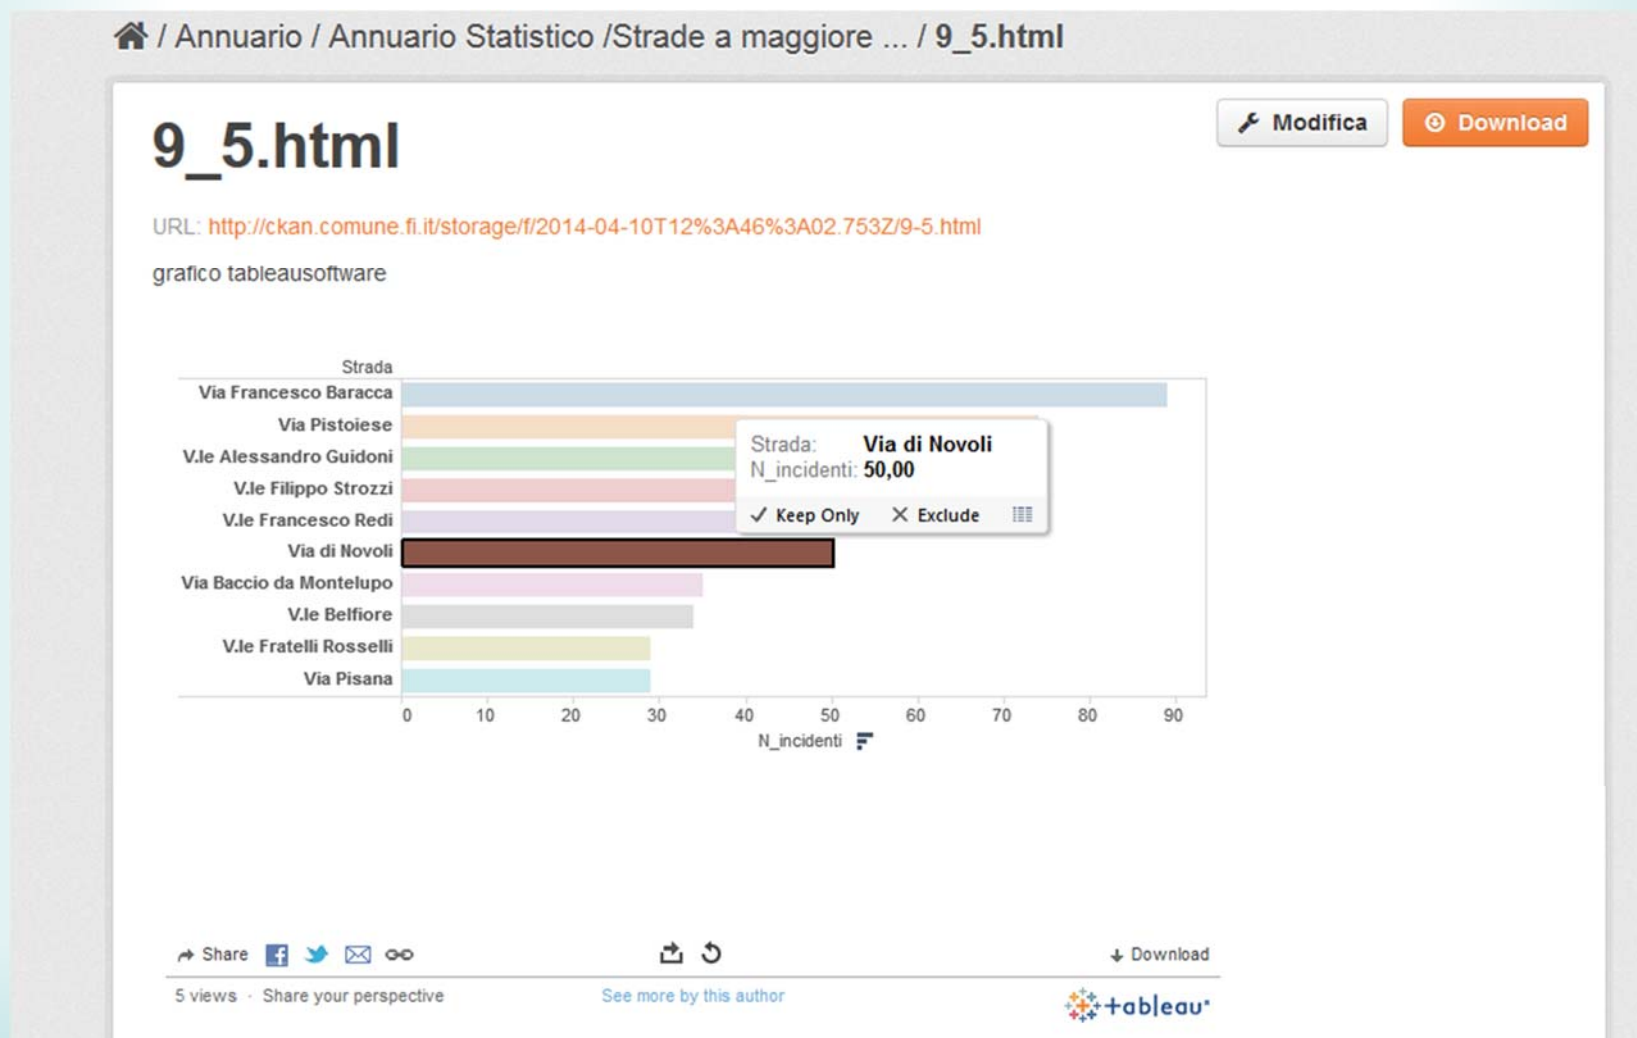 / Annuario / Annuario Statistico /Strade a maggiore ... / 9_5.html
9_5.html
Modifica
Download
URL: http://ckan.comune.fi.it/storage/f/2014-04-10T12%3A46%3A02.753Z/9-5.html
grafico tableausoftware
Strada
Via Francesco Baracca
Via Pistoiese
V.le Alessandro Guidoni
V.le Filippo Strozzi
V.le Francesco Redi
Via di Novoli
Via Baccio da Montelupo
V.le Belfiore
V.le Fratelli Rosselli
Via Pisana
Strada: Via di Novoli
N_incidenti: 50,00
Keep Only Exclude
0 10 20 30 40 50 60 70 80 90
N_incidenti
Share
Download
5 views · Share your perspective
See more by this author
+ableau